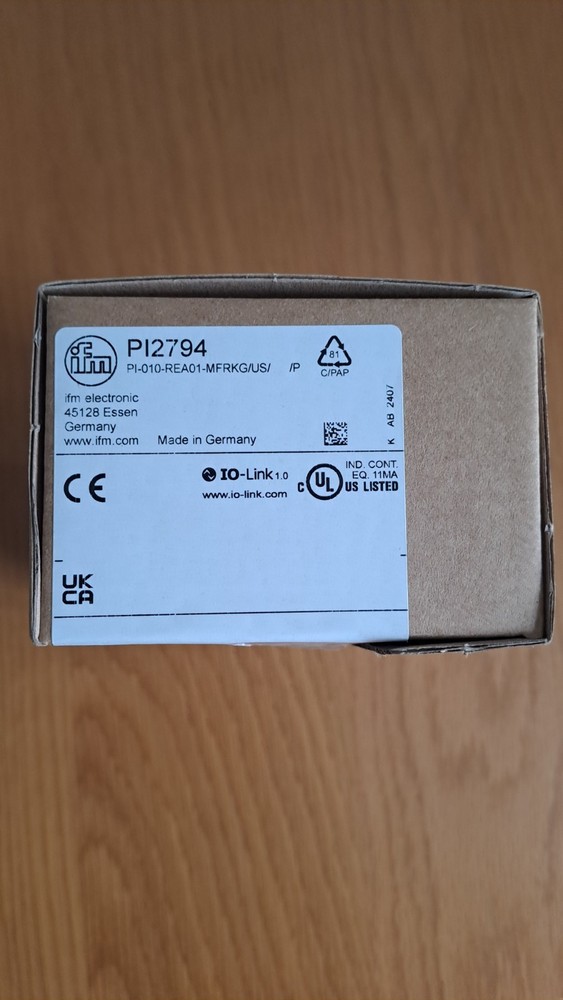 ifm
PI2794
PI-010-REA01-MFRKG/US/ /P
81
C/PAP
ifm electronic
45128 Essen
Germany
www.ifm.com Made in Germany
K AB 2407
CE
IO-Link 1.0
www.io-link.com
C UL US LISTED
IND. CONT.
EQ. 11MA
UK
CA